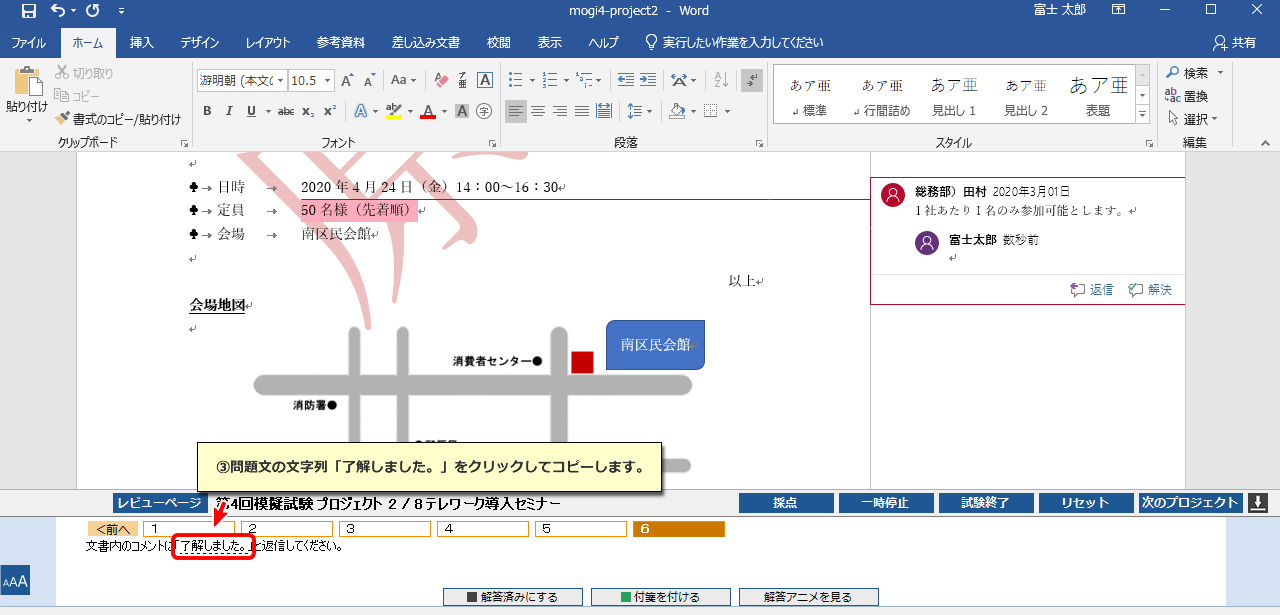 mogi4-project2 - Word
富士 太郎
ファイル ホーム 挿入 デザイン レイアウト 参考資料 差し込み文書 校閲 表示 ヘルプ 実行したい作業を入力してください 共有
貼り付け
切り取り
コピー
書式のコピー/貼り付け
クリップボード
游明朝 (本文の 10.5
フォント
段落
あア亜 あア亜 あア亜 あア亜 あア亜
標準 行間詰め 見出し 1 見出し 2 表題
スタイル
検索
置換
選択
編集
日時 2020 年 4 月 24 日（金）14：00～16：30
定員 50 名様（先着順）
会場 南区民会館
以上
会場地図
南区民会館
消費者センター●
消防署●
総務部）田村 2020年3月01日
1 社あたり 1 名のみ参加可能とします。
富士太郎 数秒前
返信 解決
③問題文の文字列「了解しました。」をクリックしてコピーします。
レビューページ 第4回模擬試験 プロジェクト 2 / 8 テレワーク導入セミナー 採点 一時停止 試験終了 リセット 次のプロジェクト
<前へ 1 2 3 4 5 6
文書内のコメントに「了解しました。」と返信してください。
AAA
解答済みにする 付箋を付ける 解答アニメを見る